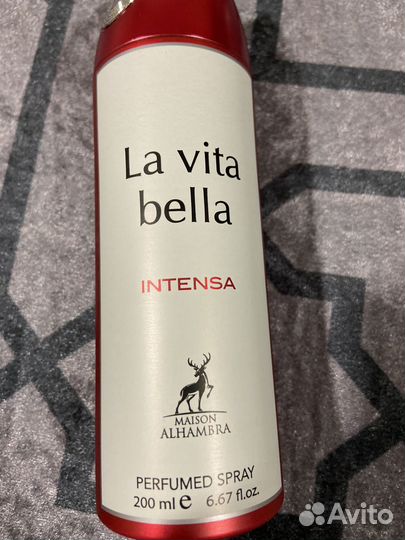 La vita
bella
INTENSA
MAISON
ALHAMBRA
PERFUMED SPRAY
200 ml e 6.67 fl.oz.
Avito